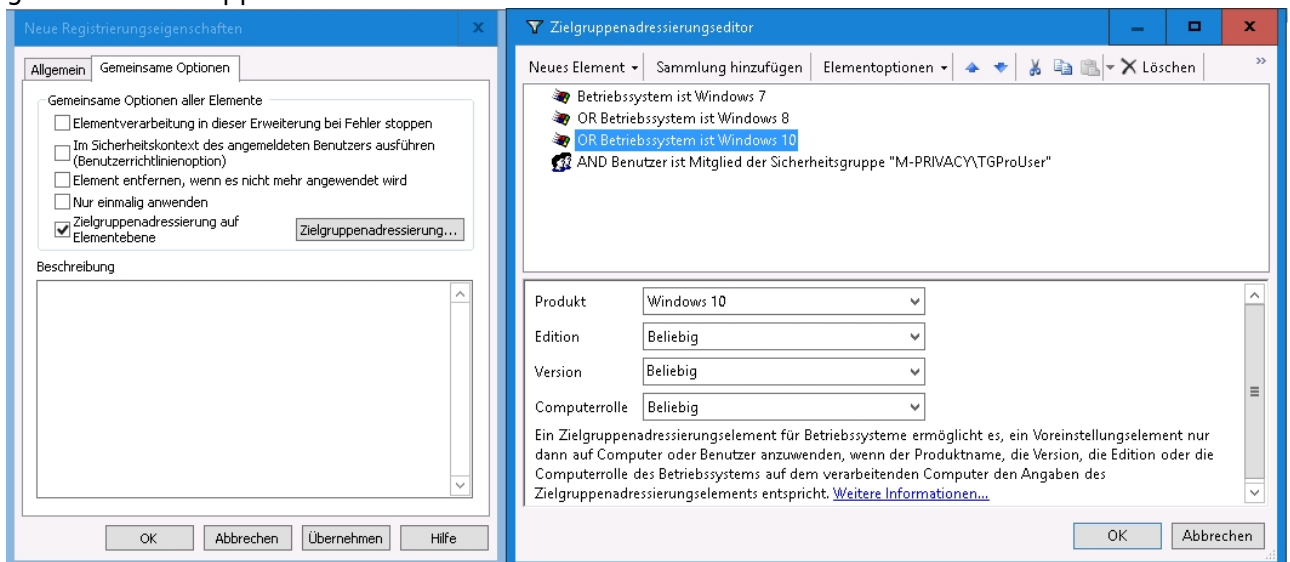 Neue Registrierungseigenschaften
x
Allgemein
Gemeinsame Optionen
Gemeinsame Optionen aller Elemente
Elementverarbeitung in dieser Erweiterung bei Fehler stoppen
Im Sicherheitskontext des angemeldeten Benutzers ausführen
(Benutzerrichtlinienoption)
Element entfernen, wenn es nicht mehr angewendet wird
Nur einmalig anwenden
Zielgruppenadressierung auf
Elementebene
Zielgruppenadressierung...
Beschreibung
OK
Abbrechen
Übernehmen
Hilfe
Zielgruppenadressierungseditor
x
Neues Element
Sammlung hinzufügen
Elementoptionen
Löschen
»
Betriebssystem ist Windows 7
OR Betriebssystem ist Windows 8
OR Betriebssystem ist Windows 10
AND Benutzer ist Mitglied der Sicherheitsgruppe "M-PRIVACY\TGProUser"
Produkt
Windows 10
Edition
Beliebig
Version
Beliebig
Computerrolle
Beliebig
Ein Zielgruppenadressierungselement für Betriebssysteme ermöglicht es, ein Voreinstellungselement nur
dann auf Computer oder Benutzer anzuwenden, wenn der Produktname, die Version, die Edition oder die
Computerrolle des Betriebssystems auf dem verarbeitenden Computer den Angaben des
Zielgruppenadressierungselements entspricht. Weitere Informationen...
OK
Abbrechen